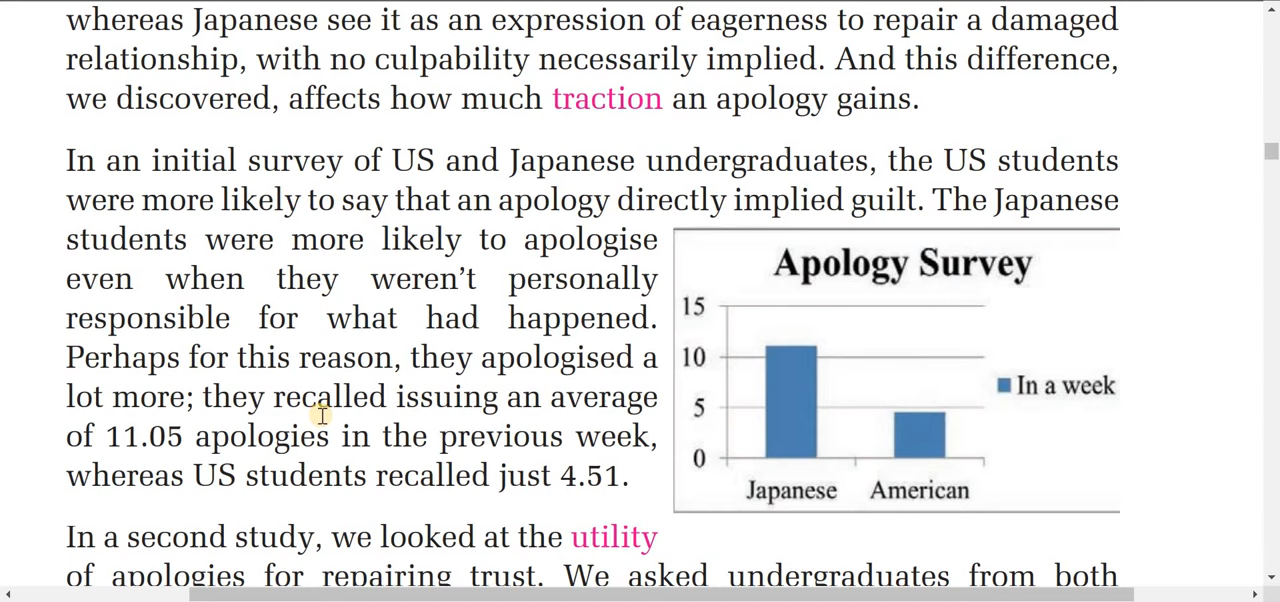 whereas Japanese see it as an expression of eagerness to repair a damaged
relationship, with no culpability necessarily implied. And this difference,
we discovered, affects how much traction an apology gains.
In an initial survey of US and Japanese undergraduates, the US students
were more likely to say that an apology directly implied guilt. The Japanese
students were more likely to apologise
even when they weren't personally
responsible for what had happened.
Perhaps for this reason, they apologised a
lot more; they recalled issuing an average
of 11.05 apologies in the previous week,
whereas US students recalled just 4.51.
Apology Survey
15
10
5
0
Japanese American
In a week
In a second study, we looked at the utility
of apologies for repairing trust. We asked undergraduates from both